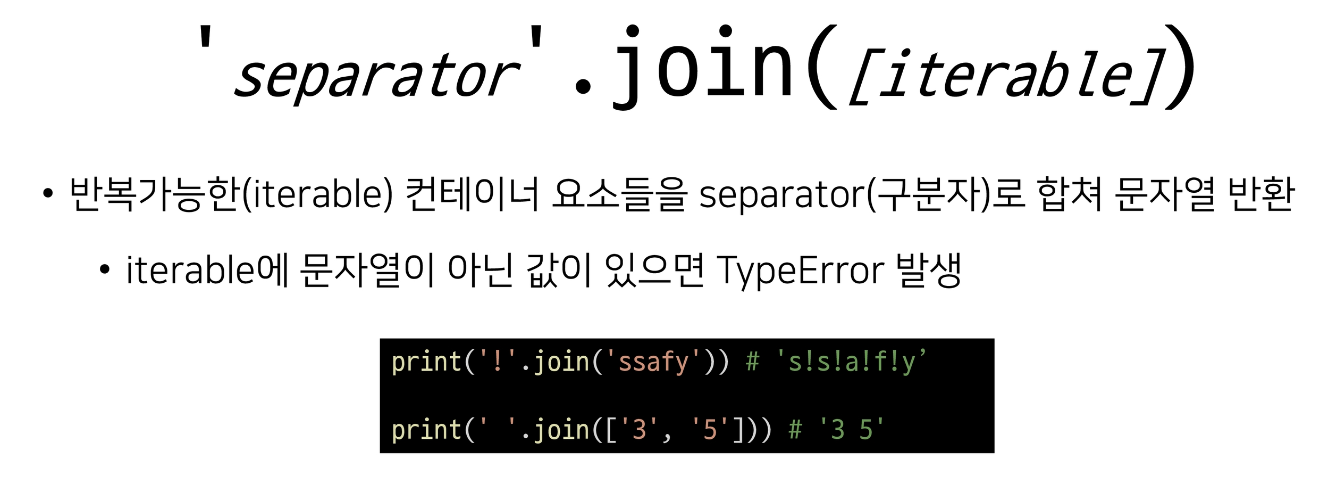 'separator'.join([iterable])
• 반복가능한(iterable) 컨테이너 요소들을 separator(구분자)로 합쳐 문자열 반환
• iterable에 문자열이 아닌 값이 있으면 TypeError 발생
print('!'.join('ssafy')) # 's!s!a!f!y’
print(' '.join(['3', '5'])) # '3 5'